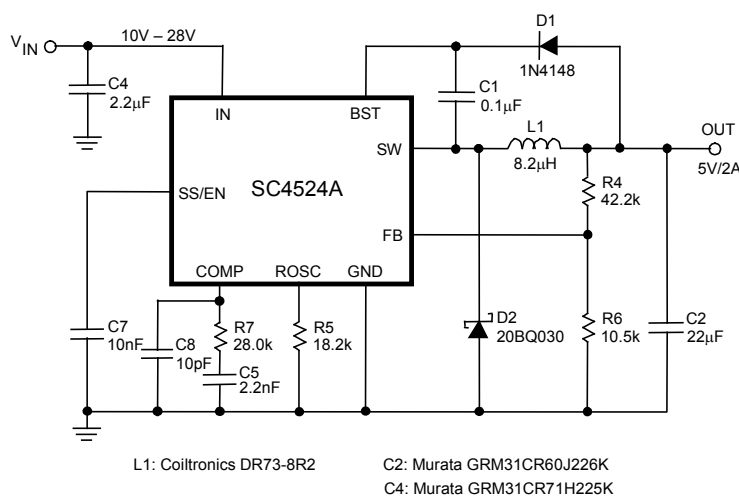 V IN
10V – 28V
D1
1N4148
C4
2.2µF
C1
0.1µF
IN
BST
L1
8.2µH
OUT
5V/2A
SW
SS/EN
SC4524A
R4
42.2k
FB
COMP
ROSC
GND
C7
10nF
C8
10pF
R7
28.0k
C5
2.2nF
R5
18.2k
D2
20BQ030
R6
10.5k
C2
22µF
L1: Coiltronics DR73-8R2
C2: Murata GRM31CR60J226K
C4: Murata GRM31CR71H225K